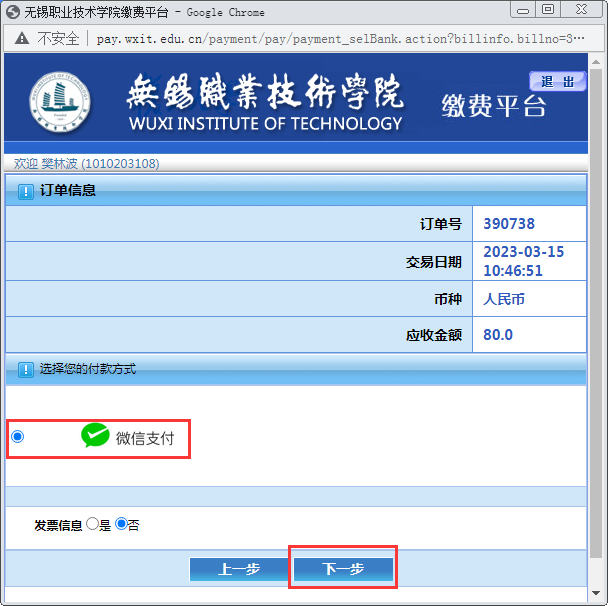 无锡职业技术学院缴费平台 - Google Chrome
不安全 | pay.wxit.edu.cn/payment/pay/payment_selBank.action?billinfo.billno=3…
無錫職業技術學院
WUXI INSTITUTE OF TECHNOLOGY
缴费平台
退 出
欢迎 樊林波 (1010203108)
订单信息
订单号 390738
交易日期 2023-03-15 10:46:51
币种 人民币
应收金额 80.0
选择您的付款方式
微信支付
发票信息 是 否
上一步 下一步